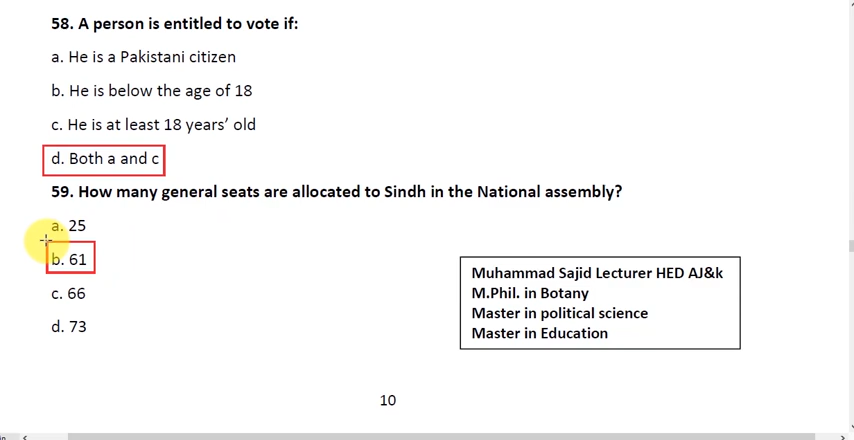 58. A person is entitled to vote if:
a. He is a Pakistani citizen
b. He is below the age of 18
c. He is at least 18 years’ old
d. Both a and c
59. How many general seats are allocated to Sindh in the National assembly?
a. 25
b. 61
c. 66
d. 73
Muhammad Sajid Lecturer HED AJ&k
M.Phil. in Botany
Master in political science
Master in Education
10